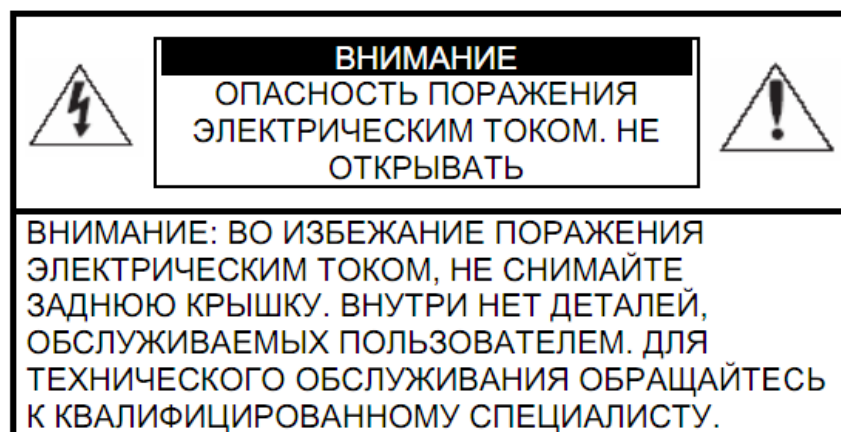 ВНИМАНИЕ
ОПАСНОСТЬ ПОРАЖЕНИЯ
ЭЛЕКТРИЧЕСКИМ ТОКОМ. НЕ
ОТКРЫВАТЬ
ВНИМАНИЕ: ВО ИЗБЕЖАНИЕ ПОРАЖЕНИЯ
ЭЛЕКТРИЧЕСКИМ ТОКОМ, НЕ СНИМАЙТЕ
ЗАДНЮЮ КРЫШКУ. ВНУТРИ НЕТ ДЕТАЛЕЙ,
ОБСЛУЖИВАЕМЫХ ПОЛЬЗОВАТЕЛЕМ. ДЛЯ
ТЕХНИЧЕСКОГО ОБСЛУЖИВАНИЯ ОБРАЩАЙТЕСЬ
К КВАЛИФИЦИРОВАННОМУ СПЕЦИАЛИСТУ.